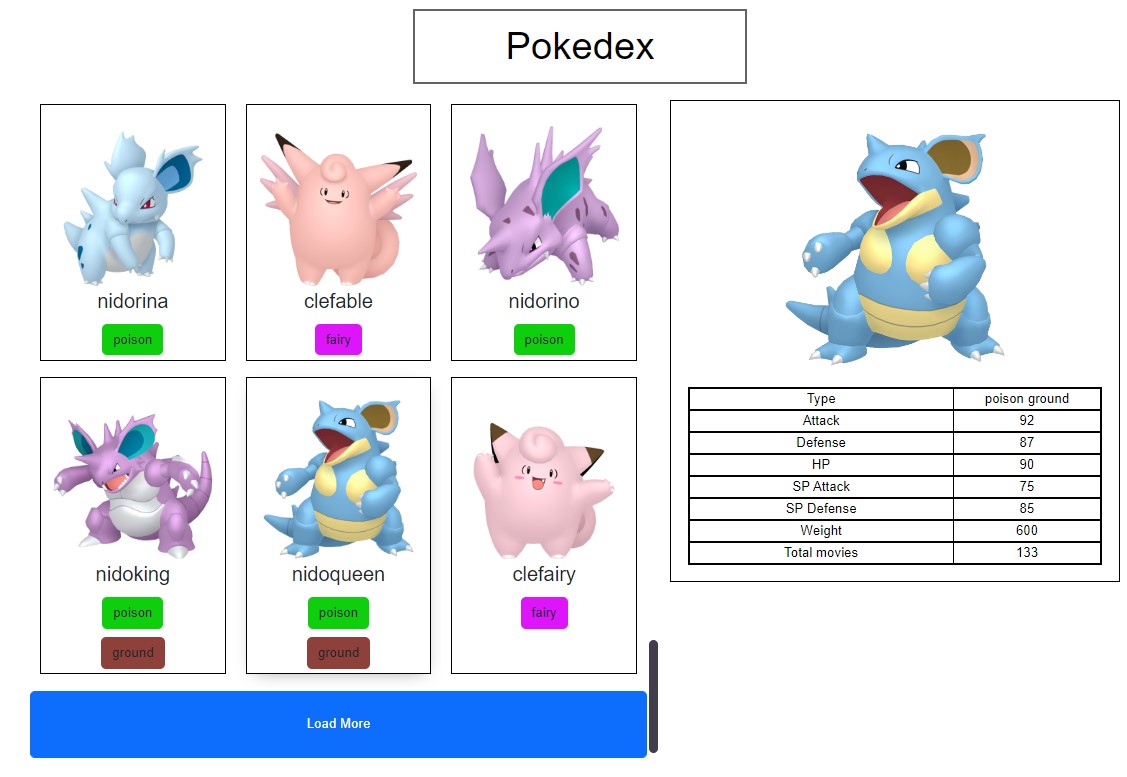 Pokedex
nidorina
poison
clefable
fairy
nidorino
poison
nidoking
poison
ground
nidoqueen
poison
ground
clefairy
fairy
Load More
Type poison ground
Attack 92
Defense 87
HP 90
SP Attack 75
SP Defense 85
Weight 600
Total movies 133